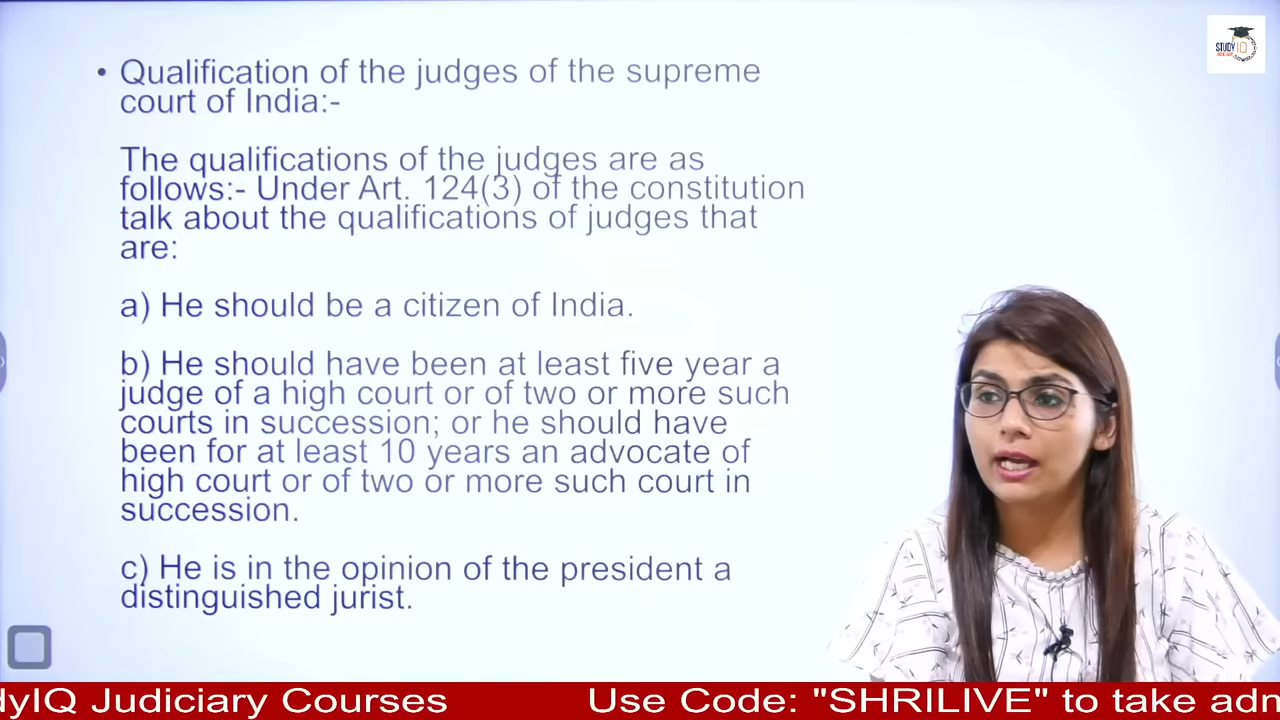 STUDY IQ
• Qualification of the judges of the supreme
court of India:-
The qualifications of the judges are as
follows:- Under Art. 124(3) of the constitution
talk about the qualifications of judges that
are:
a) He should be a citizen of India.
b) He should have been at least five year a
judge of a high court or of two or more such
courts in succession; or he should have
been for at least 10 years an advocate of
high court or of two or more such court in
succession.
c) He is in the opinion of the president a
distinguished jurist.
dyIQ Judiciary Courses Use Code: "SHRILIVE" to take adn